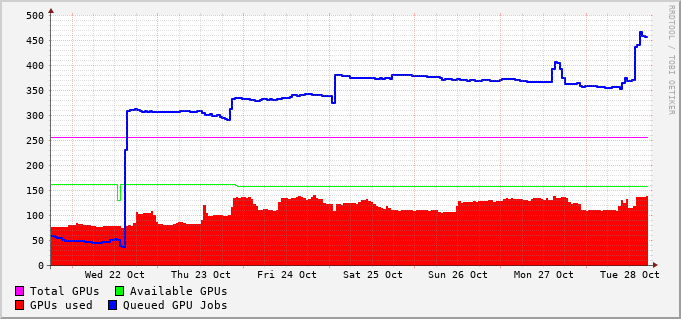 500
450
400
350
300
250
200
150
100
50
0
Wed 22 Oct Thu 23 Oct Fri 24 Oct Sat 25 Oct Sun 26 Oct Mon 27 Oct Tue 28 Oct
Total GPUs Available GPUs
GPUs used Queued GPU Jobs
RRDTOOL / TOBI OETIKER